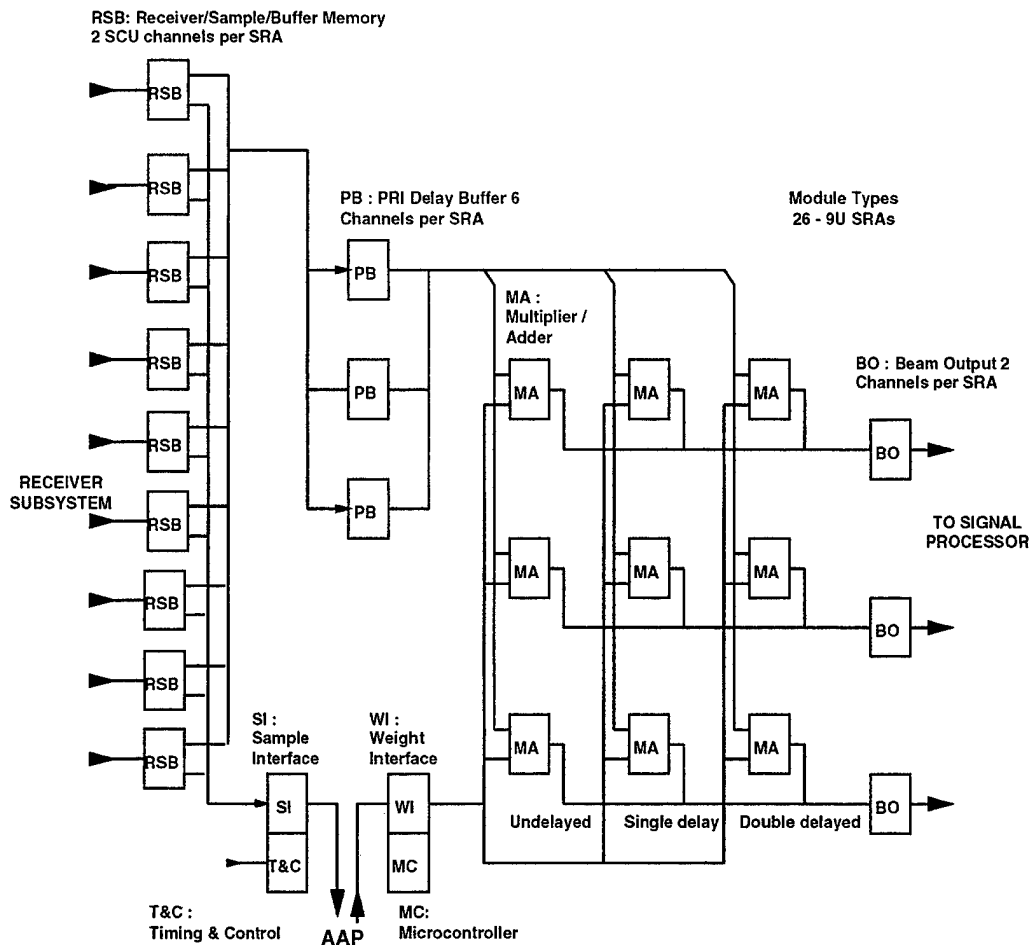 RSB: Receiver/Sample/Buffer Memory
2 SCU channels per SRA
RSB
RSB
RSB
RSB
RSB
RSB
RSB
RSB
RSB
RECEIVER
SUBSYSTEM
PB : PRI Delay Buffer 6
Channels per SRA
PB
PB
PB
Module Types
26 - 9U SRAs
MA :
Multiplier /
Adder
MA
MA
MA
MA
MA
MA
MA
MA
MA
BO : Beam Output 2
Channels per SRA
BO
BO
BO
TO SIGNAL
PROCESSOR
Undelayed
Single delay
Double delayed
SI :
Sample
Interface
SI
T&C
WI :
Weight
Interface
WI
MC
T&C :
Timing & Control
AAP
MC:
Microcontroller